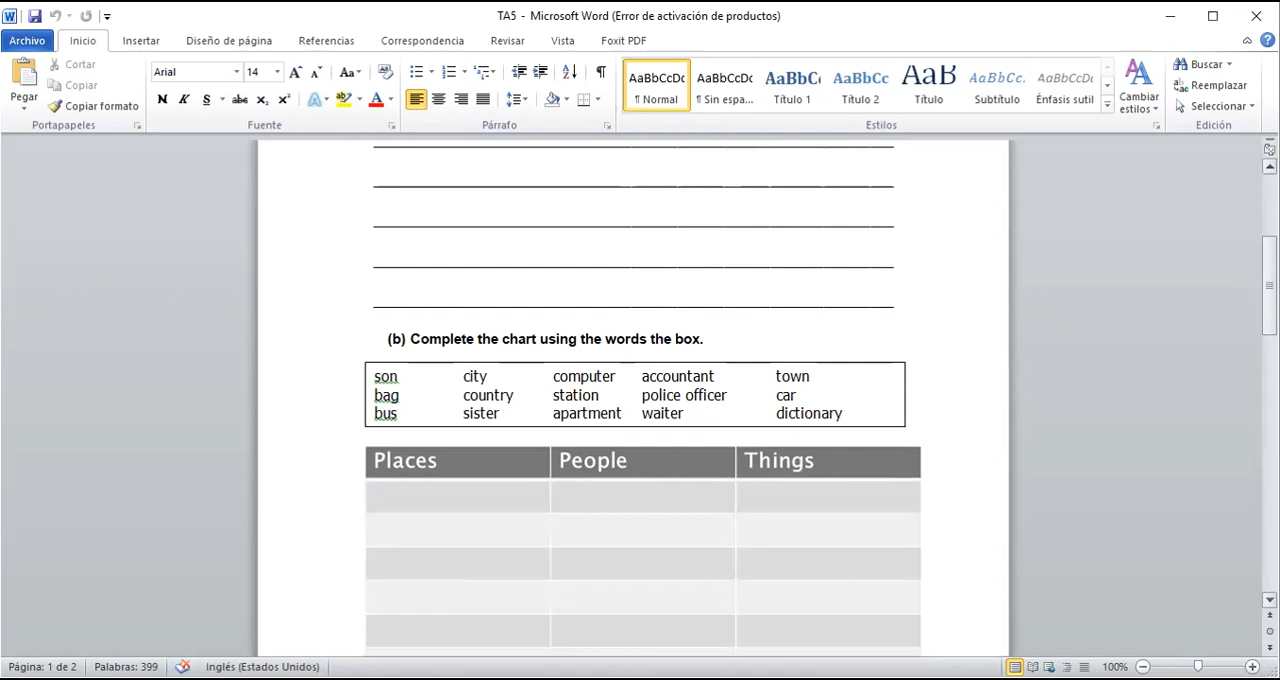 TA5 - Microsoft Word (Error de activación de productos)
Archivo Inicio Insertar Diseño de página Referencias Correspondencia Revisar Vista Foxit PDF
Pegar
Cortar
Copiar
Copiar formato
Portapapeles
Arial 14
N K S abc x₂ x²
Fuente
Párrafo
AaBbCcDc AaBbCcDc AaBbC AaBbCc AaB AaBbCc. AaBbCcDc
¶ Normal ¶ Sin espa... Título 1 Título 2 Título Subtítulo Énfasis sutil
Cambiar
estilos
Estilos
Buscar
Reemplazar
Seleccionar
Edición
(b) Complete the chart using the words the box.
son city computer accountant town
bag country station police officer car
bus sister apartment waiter dictionary
Places People Things
Página: 1 de 2 Palabras: 399 Inglés (Estados Unidos) 100%